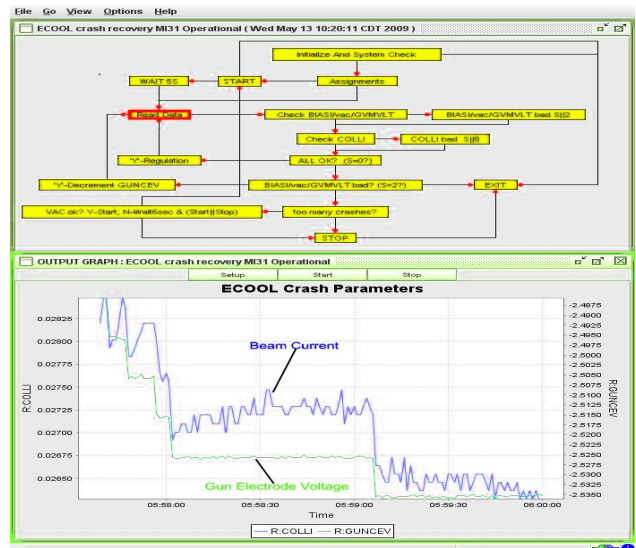 File Go View Options Help
ECOOL crash recovery MI31 Operational ( Wed May 13 10:20:11 CDT 2009 )
Initialize And System Check
WAIT 6S START Assignments
Read Data Check BIAS/vac/GVMVLT BIAS/vac/GVMVLT bad S||2
Check COLLI COLLI bad S||8
"Y"-Regulation ALL OK? (S=0?)
"Y"-Decrement GUNCEV BIAS/vac/GVMVLT bad? (S=2?) EXIT
VAC ok? Y-Start; N-Wait5sec & (Start||Stop) too many crashes?
STOP
OUTPUT GRAPH : ECOOL crash recovery MI31 Operational
Setup Start Stop
ECOOL Crash Parameters
R:COLLI
0.02825
0.02800
0.02775
0.02750
0.02725
0.02700
0.02675
0.02650
Beam Current
Gun Electrode Voltage
-2.4875
-2.4900
-2.4925
-2.4950
-2.4975
-2.5000
-2.5025
-2.5050
-2.5075
-2.5100
-2.5125
-2.5150
-2.5175
-2.5200
-2.5225
-2.5250
-2.5275
-2.5300
-2.5325
-2.5350
R:GUNCEV
05:58:00 05:58:30 05:59:00 05:59:30 06:00:00
Time
R:COLLI R:GUNCEV